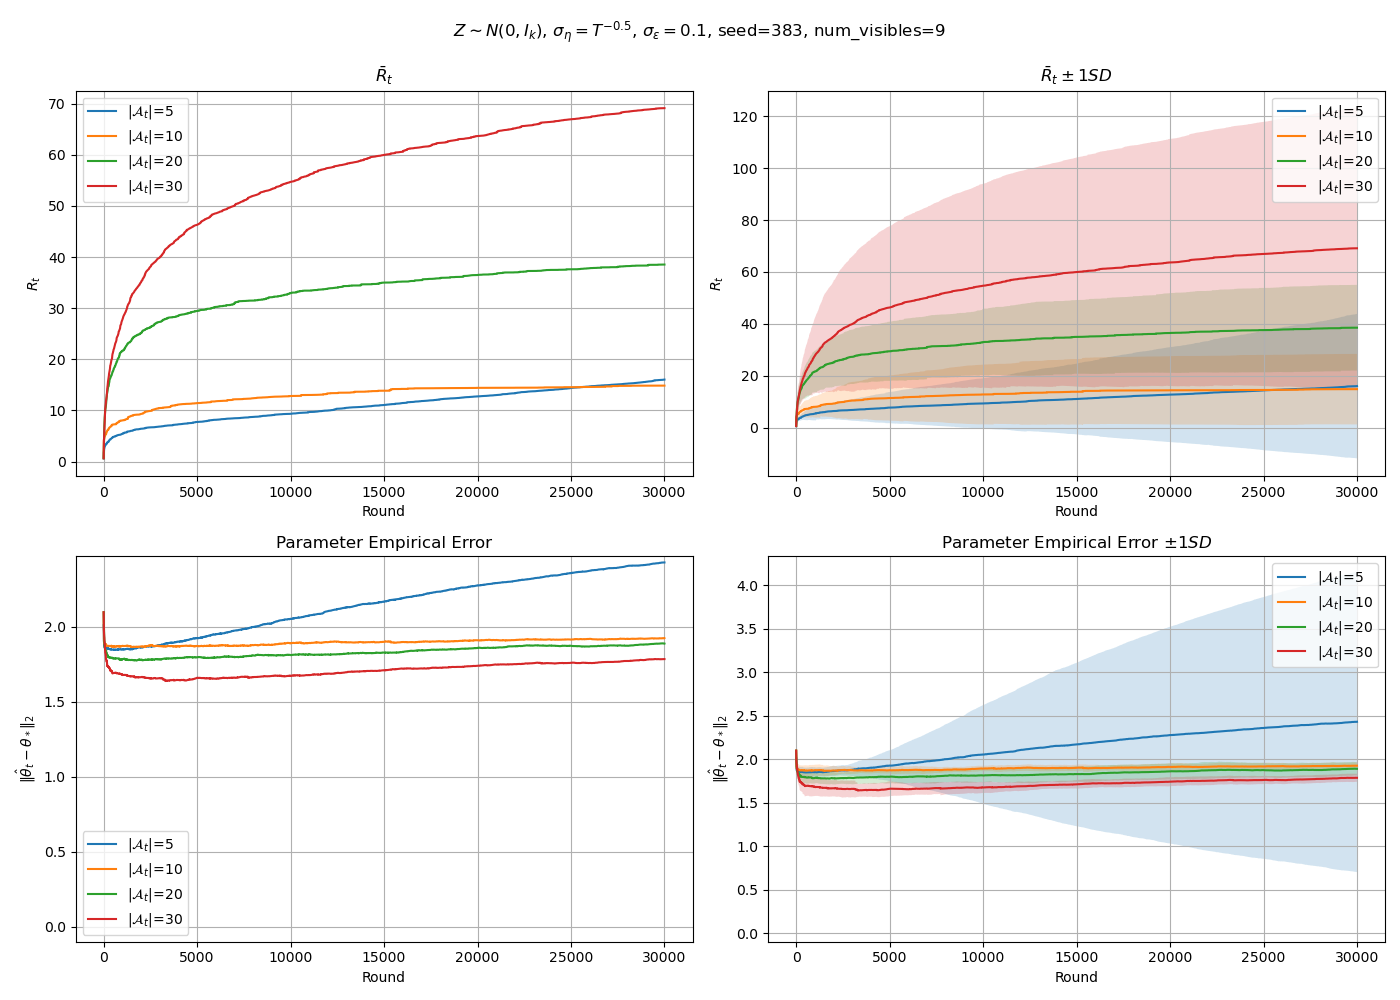 Z ∼ N(0, I_k), σ_η = T^{−0.5}, σ_ε = 0.1, seed=383, num_visibles=9
R̄_t
R_t
70
60
50
40
30
20
10
0
|𝒜_t|=5
|𝒜_t|=10
|𝒜_t|=20
|𝒜_t|=30
0 5000 10000 15000 20000 25000 30000
Round
R̄_t ± 1SD
R_t
120
100
80
60
40
20
0
|𝒜_t|=5
|𝒜_t|=10
|𝒜_t|=20
|𝒜_t|=30
0 5000 10000 15000 20000 25000 30000
Round
Parameter Empirical Error
‖θ̂_t − θ_*‖_2
2.0
1.5
1.0
0.5
0.0
|𝒜_t|=5
|𝒜_t|=10
|𝒜_t|=20
|𝒜_t|=30
0 5000 10000 15000 20000 25000 30000
Round
Parameter Empirical Error ±1SD
‖θ̂_t − θ_*‖_2
4.0
3.5
3.0
2.5
2.0
1.5
1.0
0.5
0.0
|𝒜_t|=5
|𝒜_t|=10
|𝒜_t|=20
|𝒜_t|=30
0 5000 10000 15000 20000 25000 30000
Round